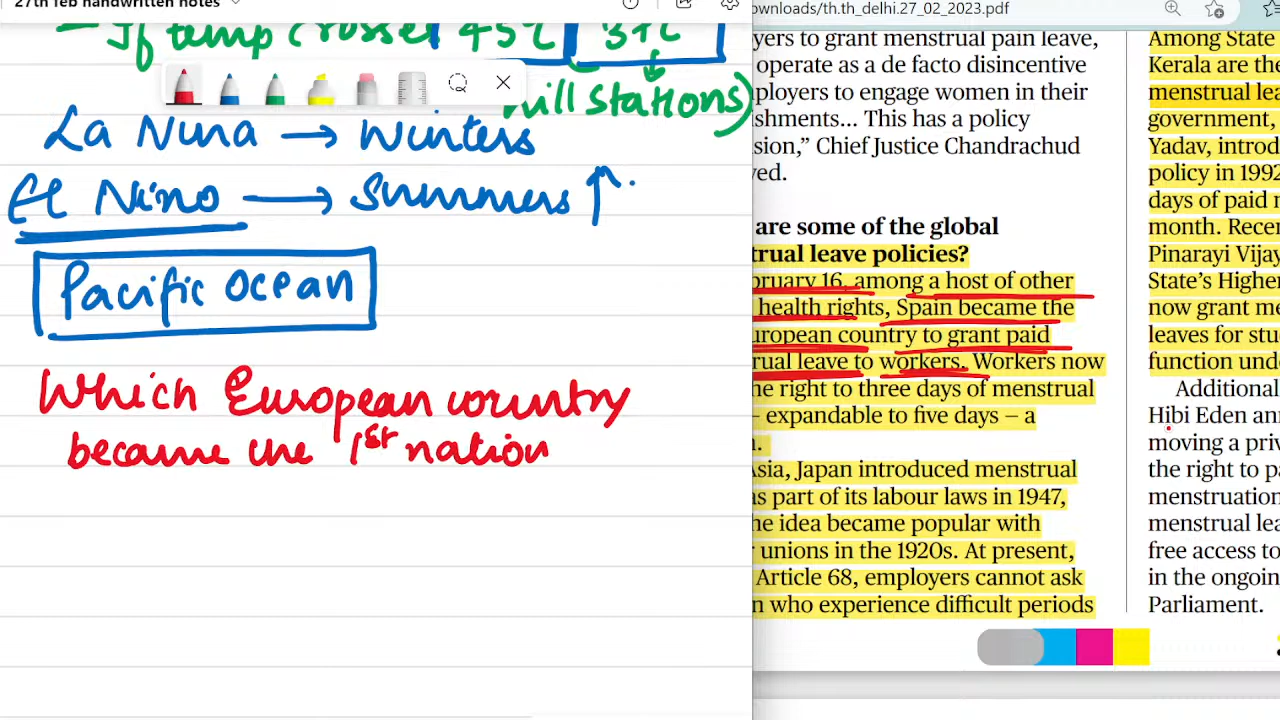 27th feb handwritten notes
- If temp crosses 45°C 37°C
hill stations)
La Nina → Winters
El Nino → Summers ↑
Pacific Ocean
Which European country
became the 1st nation
ownloads/th.th_delhi.27_02_2023.pdf
yers to grant menstrual pain leave,
operate as a de facto disincentive
ployers to engage women in their
shments... This has a policy
sion,” Chief Justice Chandrachud
ved.
are some of the global
trual leave policies?
bruary 16, among a host of other
health rights, Spain became the
uropean country to grant paid
rual leave to workers. Workers now
he right to three days of menstrual
— expandable to five days — a
n.
Asia, Japan introduced menstrual
as part of its labour laws in 1947,
he idea became popular with
r unions in the 1920s. At present,
Article 68, employers cannot ask
n who experience difficult periods
Among State
Kerala are the
menstrual lea
government,
Yadav, introd
policy in 1992
days of paid m
month. Recen
Pinarayi Vijay
State’s Higher
now grant me
leaves for stu
function unde
Additional
Hibi Eden ann
moving a priv
the right to pa
menstruation
menstrual lea
free access to
in the ongoin
Parliament.